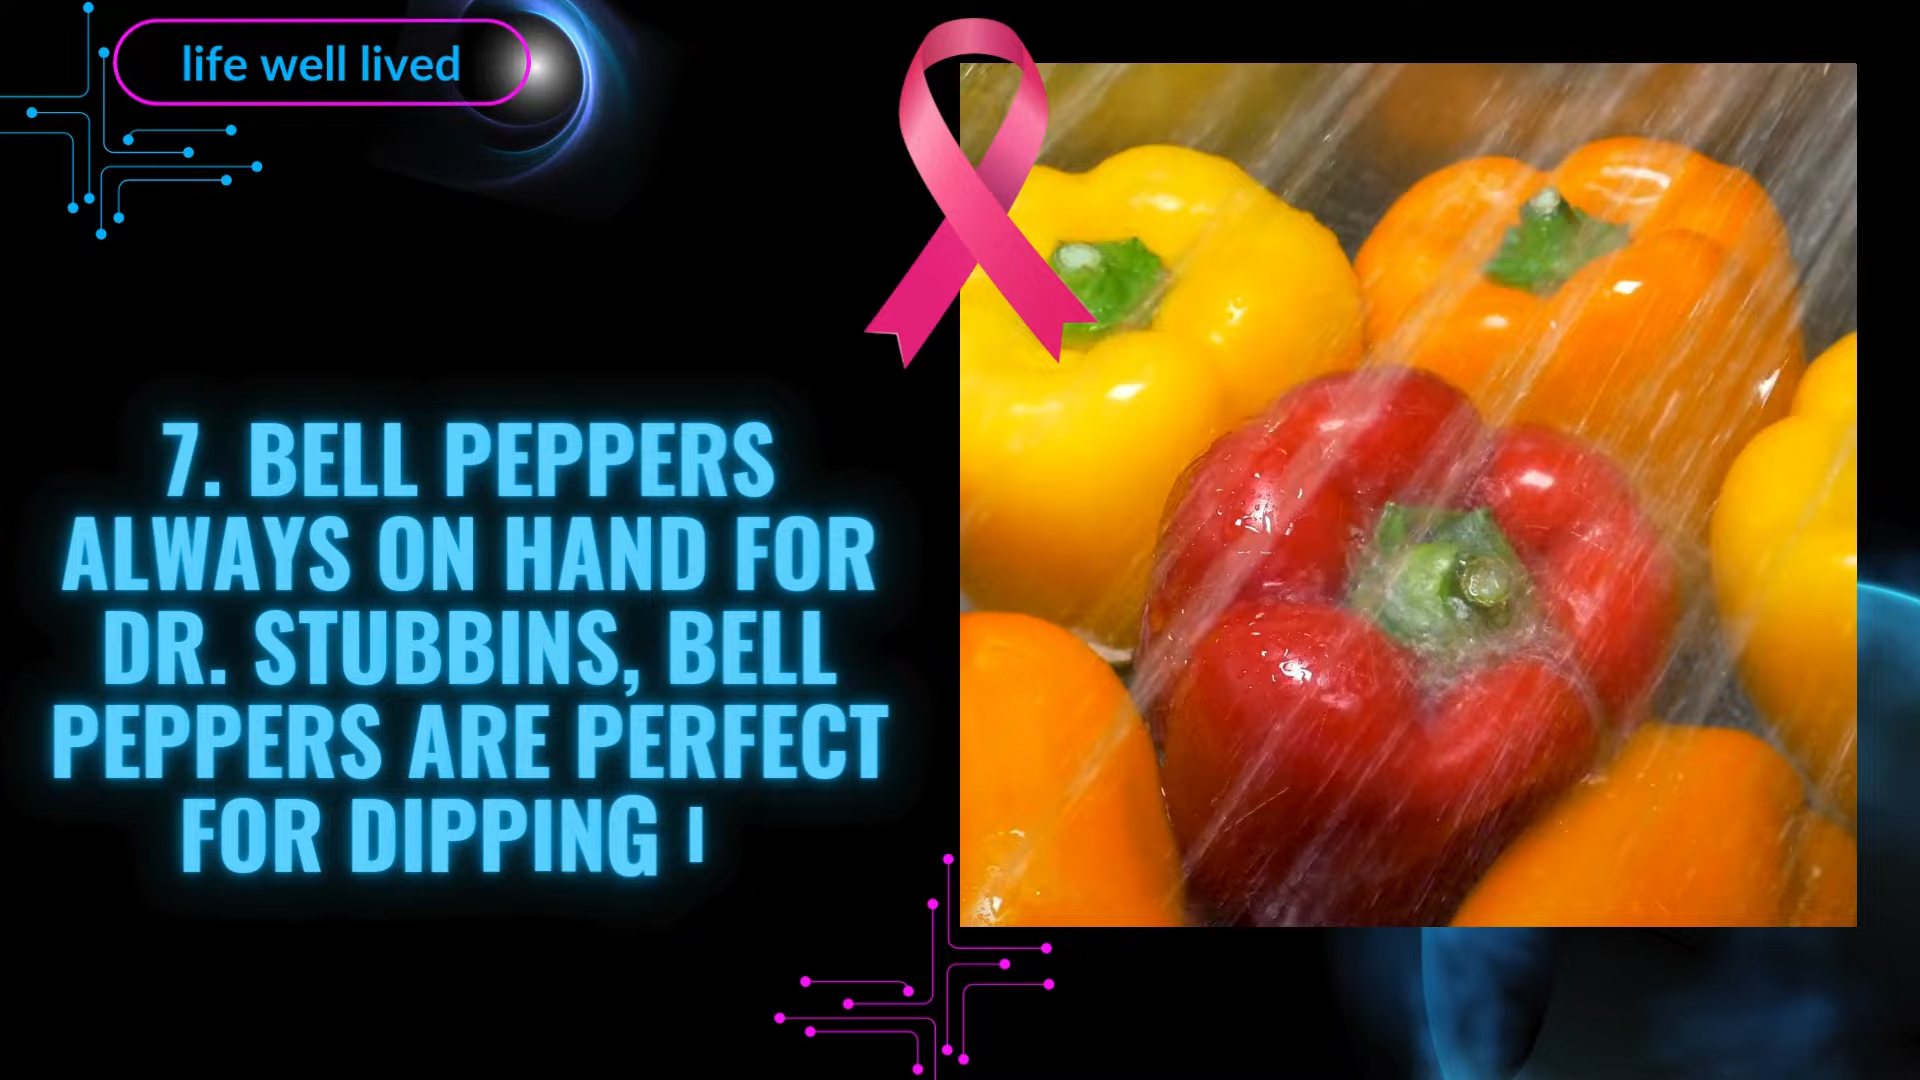 life well lived
7. BELL PEPPERS
ALWAYS ON HAND FOR
DR. STUBBINS, BELL
PEPPERS ARE PERFECT
FOR DIPPING I